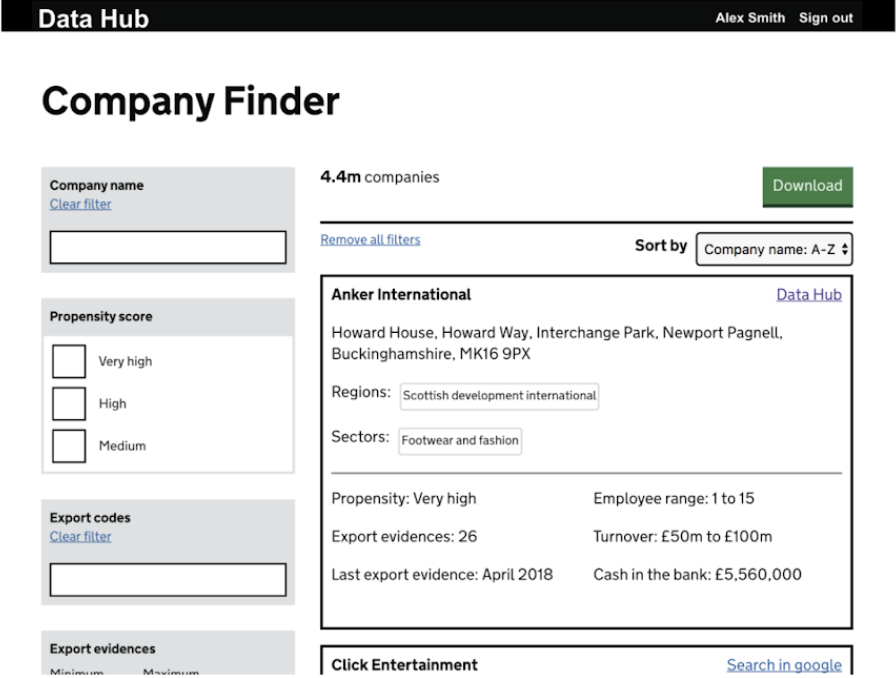 Data Hub
Alex Smith Sign out
Company Finder
Company name
Clear filter
Propensity score
Very high
High
Medium
Export codes
Clear filter
Export evidences
Minimum Maximum
4.4m companies
Download
Remove all filters
Sort by Company name: A-Z
Anker International Data Hub
Howard House, Howard Way, Interchange Park, Newport Pagnell,
Buckinghamshire, MK16 9PX
Regions: Scottish development international
Sectors: Footwear and fashion
Propensity: Very high Employee range: 1 to 15
Export evidences: 26 Turnover: £50m to £100m
Last export evidence: April 2018 Cash in the bank: £5,560,000
Click Entertainment Search in google